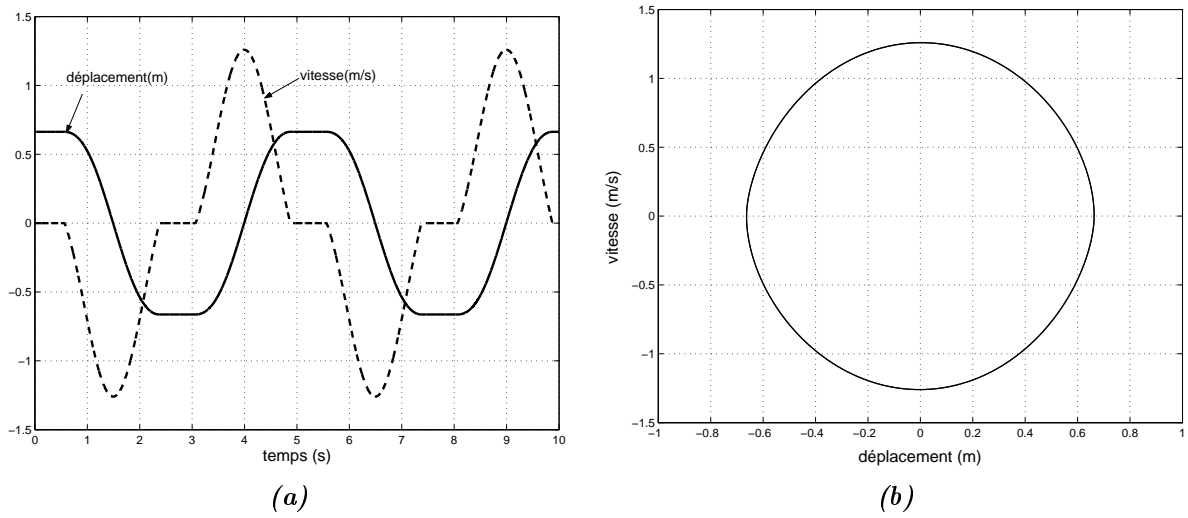 1.5
1
0.5
0
−0.5
−1
−1.5
0 1 2 3 4 5 6 7 8 9 10
déplacement(m)
vitesse(m/s)
temps (s)
(a)
1.5
1
0.5
0
−0.5
−1
−1.5
−1 −0.8 −0.6 −0.4 −0.2 0 0.2 0.4 0.6 0.8 1
vitesse (m/s)
déplacement (m)
(b)